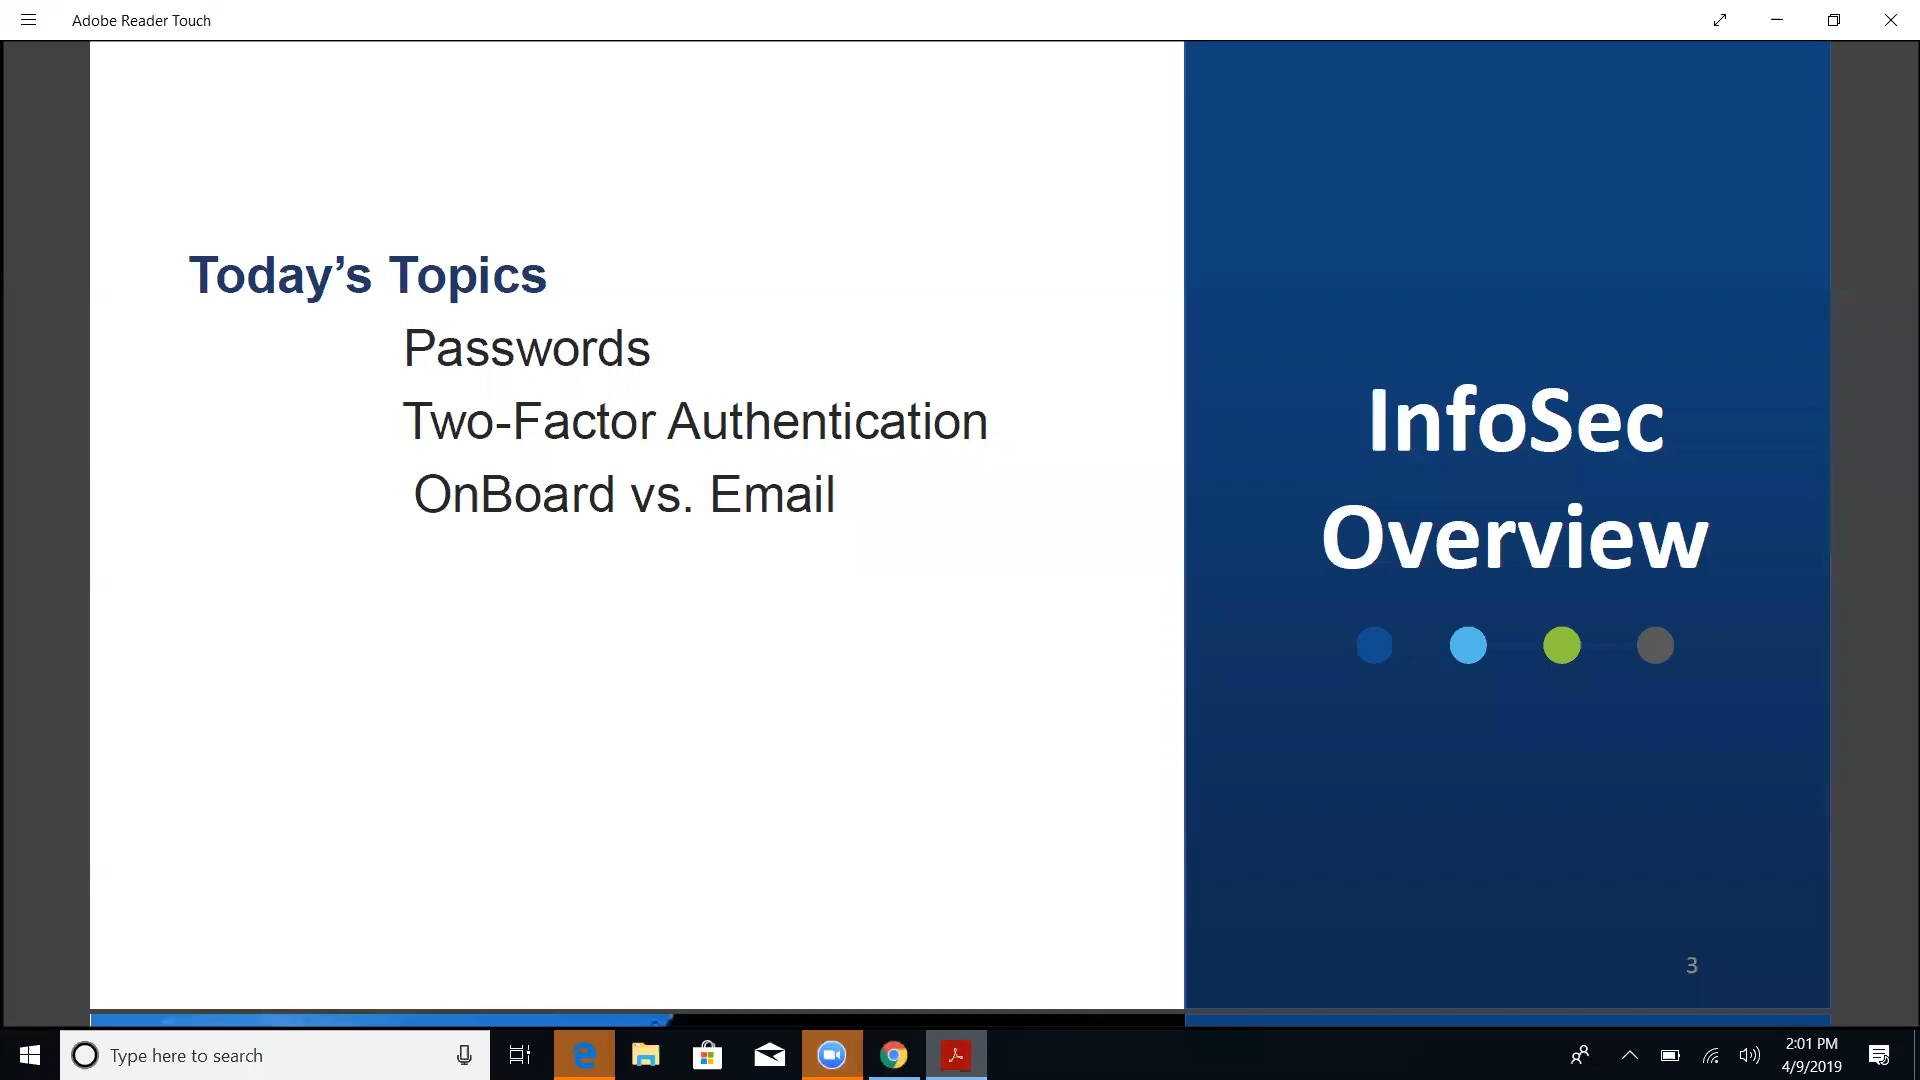 Adobe Reader Touch
Today’s Topics
Passwords
Two-Factor Authentication
OnBoard vs. Email
InfoSec
Overview
3
Type here to search
2:01 PM
4/9/2019